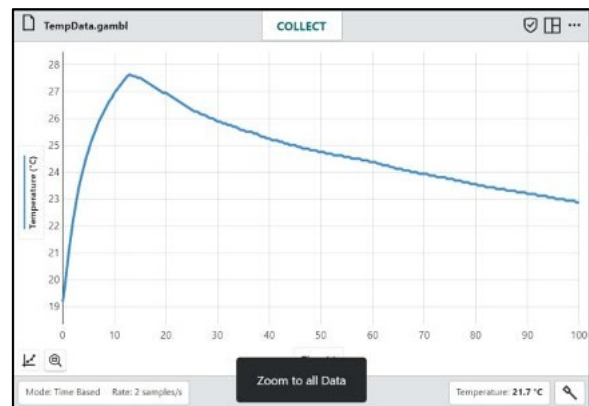 TempData.gambl
COLLECT
28
27
26
25
24
23
22
21
20
19
Temperature (°C)
0 10 20 30 40 50 60 70 80 90 100
Zoom to all Data
Mode: Time Based Rate: 2 samples/s
Temperature: 21.7 °C